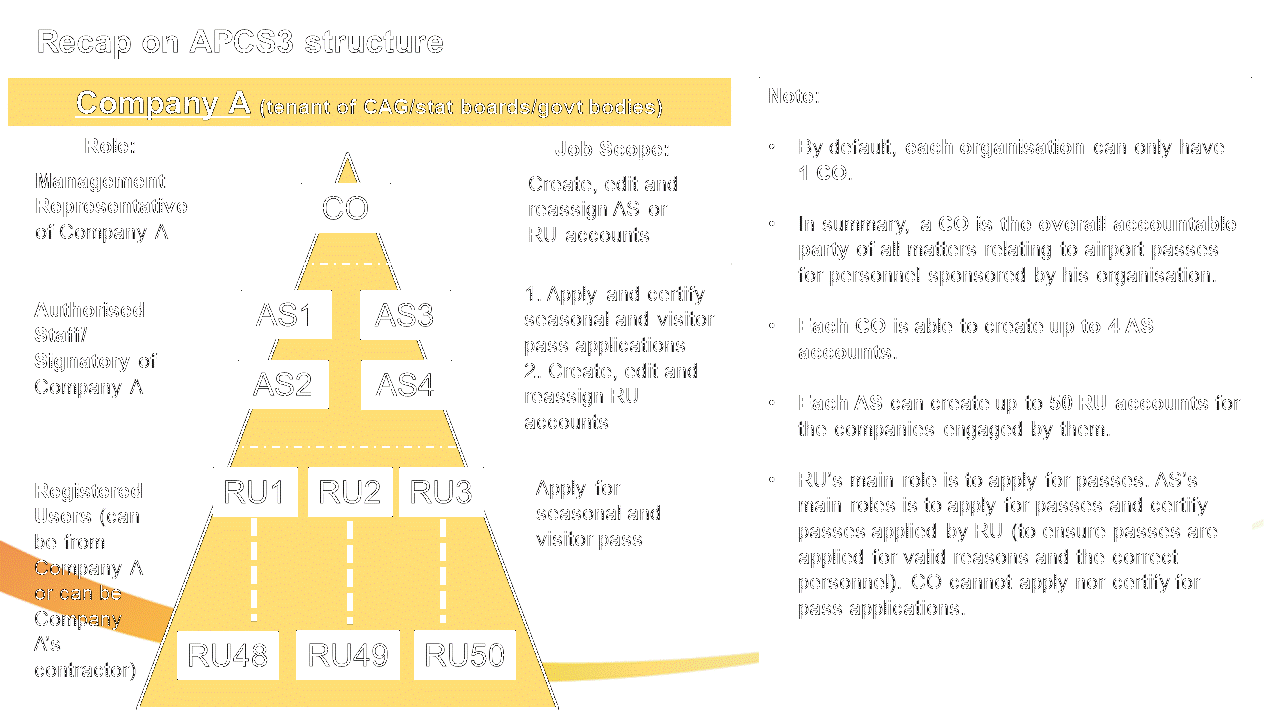 Recap on APCS3 structure
Company A (tenant of CAG/stat boards/govt bodies)
Role:
Job Scope:
Management
Representative
of Company A
CO
Create, edit and
reassign AS or
RU accounts
Authorised
Staff/
Signatory of
Company A
AS1
AS3
AS2
AS4
1. Apply and certify
seasonal and visitor
pass applications
2. Create, edit and
reassign RU
accounts
Registered
Users (can
be from
Company A
or can be
Company
A's
contractor)
RU1
RU2
RU3
RU48
RU49
RU50
Apply for
seasonal and
visitor pass
Note:
• By default, each organisation can only have
1 CO.
• In summary, a CO is the overall accountable
party of all matters relating to airport passes
for personnel sponsored by his organisation.
• Each CO is able to create up to 4 AS
accounts.
• Each AS can create up to 50 RU accounts for
the companies engaged by them.
• RU's main role is to apply for passes. AS's
main roles is to apply for passes and certify
passes applied by RU (to ensure passes are
applied for valid reasons and the correct
personnel). CO cannot apply nor certify for
pass applications.